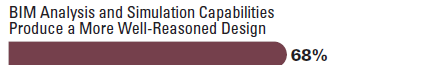 BIM Analysis and Simulation Capabilities
Produce a More Well-Reasoned Design
68%